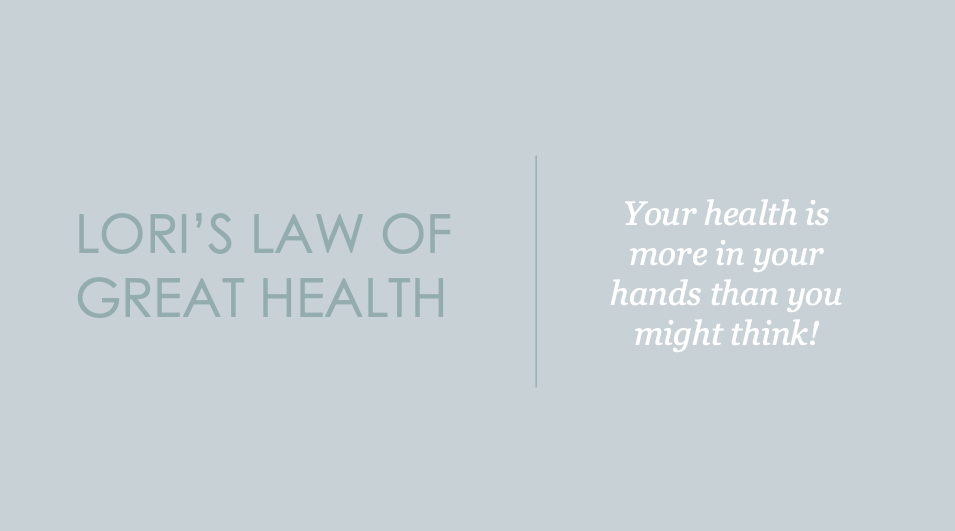 LORI’S LAW OF
GREAT HEALTH
Your health is
more in your
hands than you
might think!